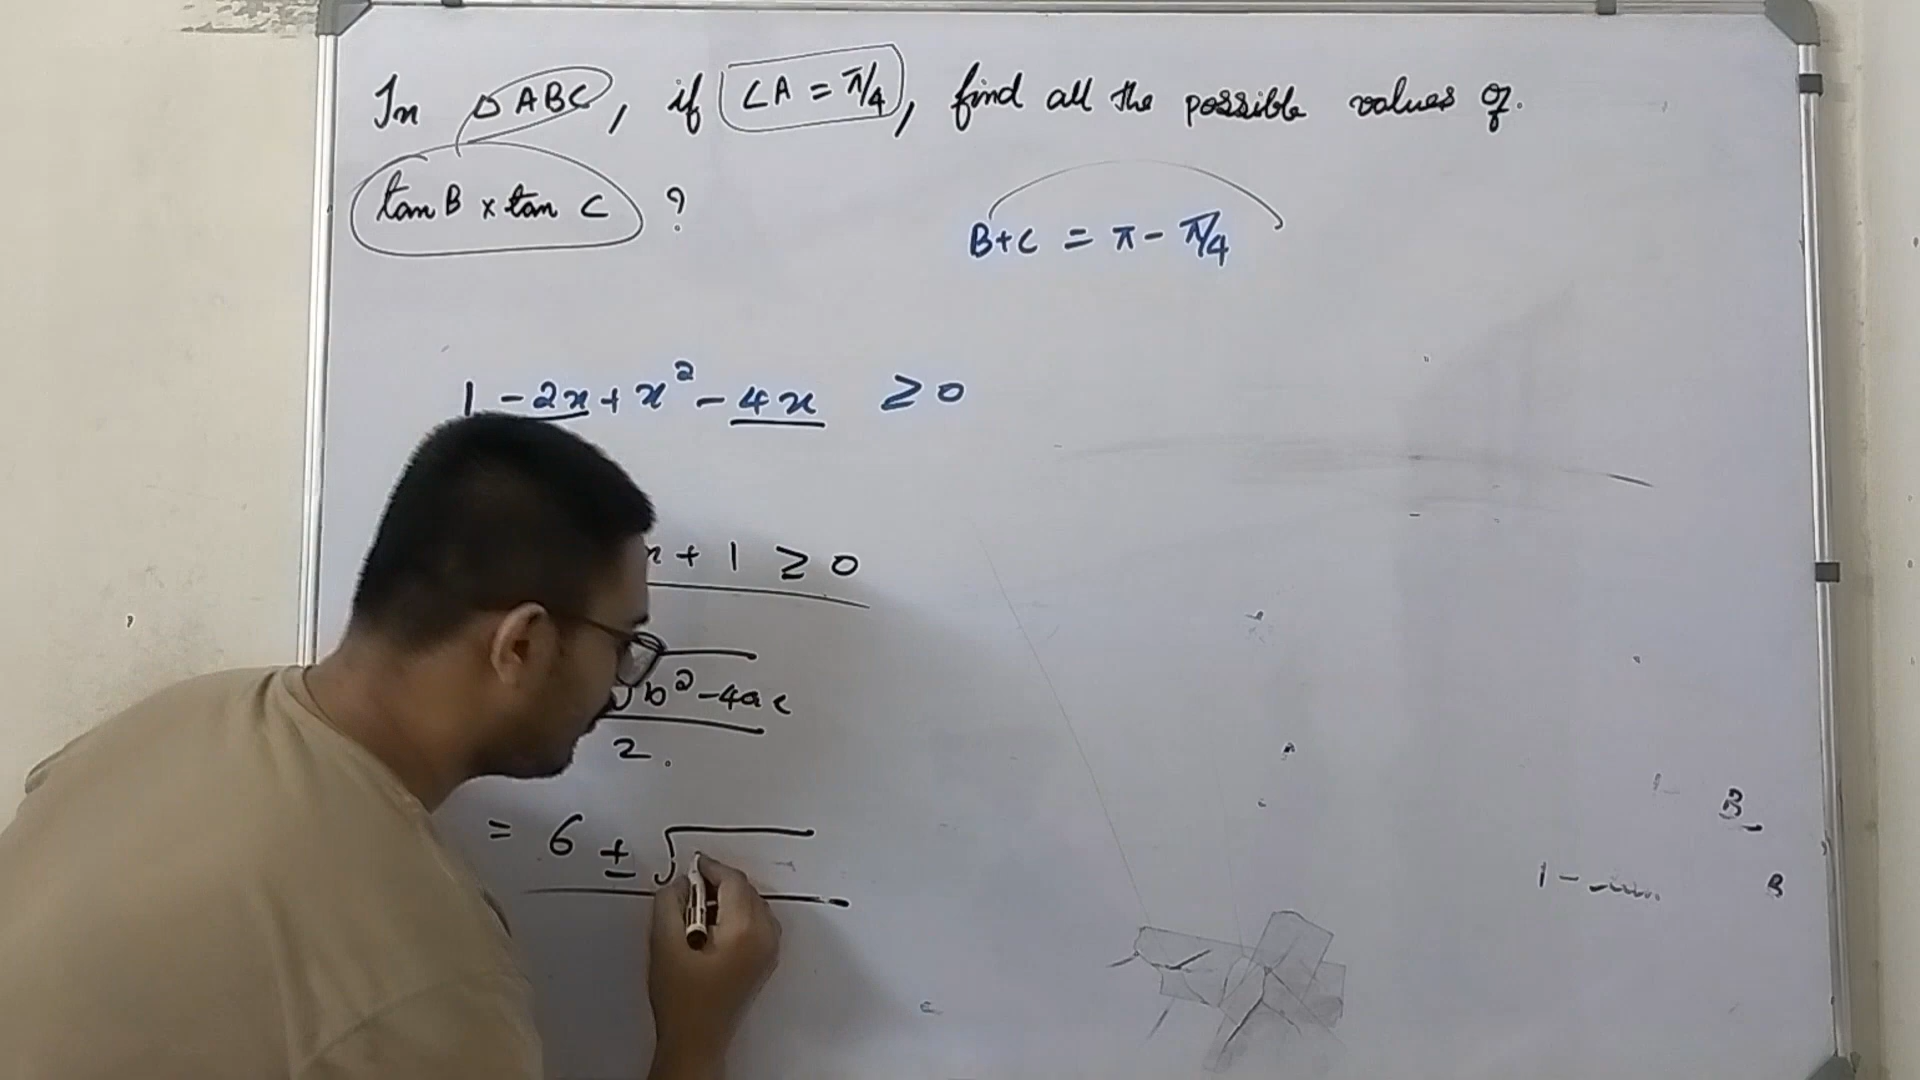 In △ABC, if ∠A = π/4, find all the possible values of.
tan B × tan C ?
B+C = π - π/4
1 - 2x + x² - 4x ≥ 0
x + 1 ≥ 0
√b² - 4ac
2.
= 6 ± √
B
1 -
B